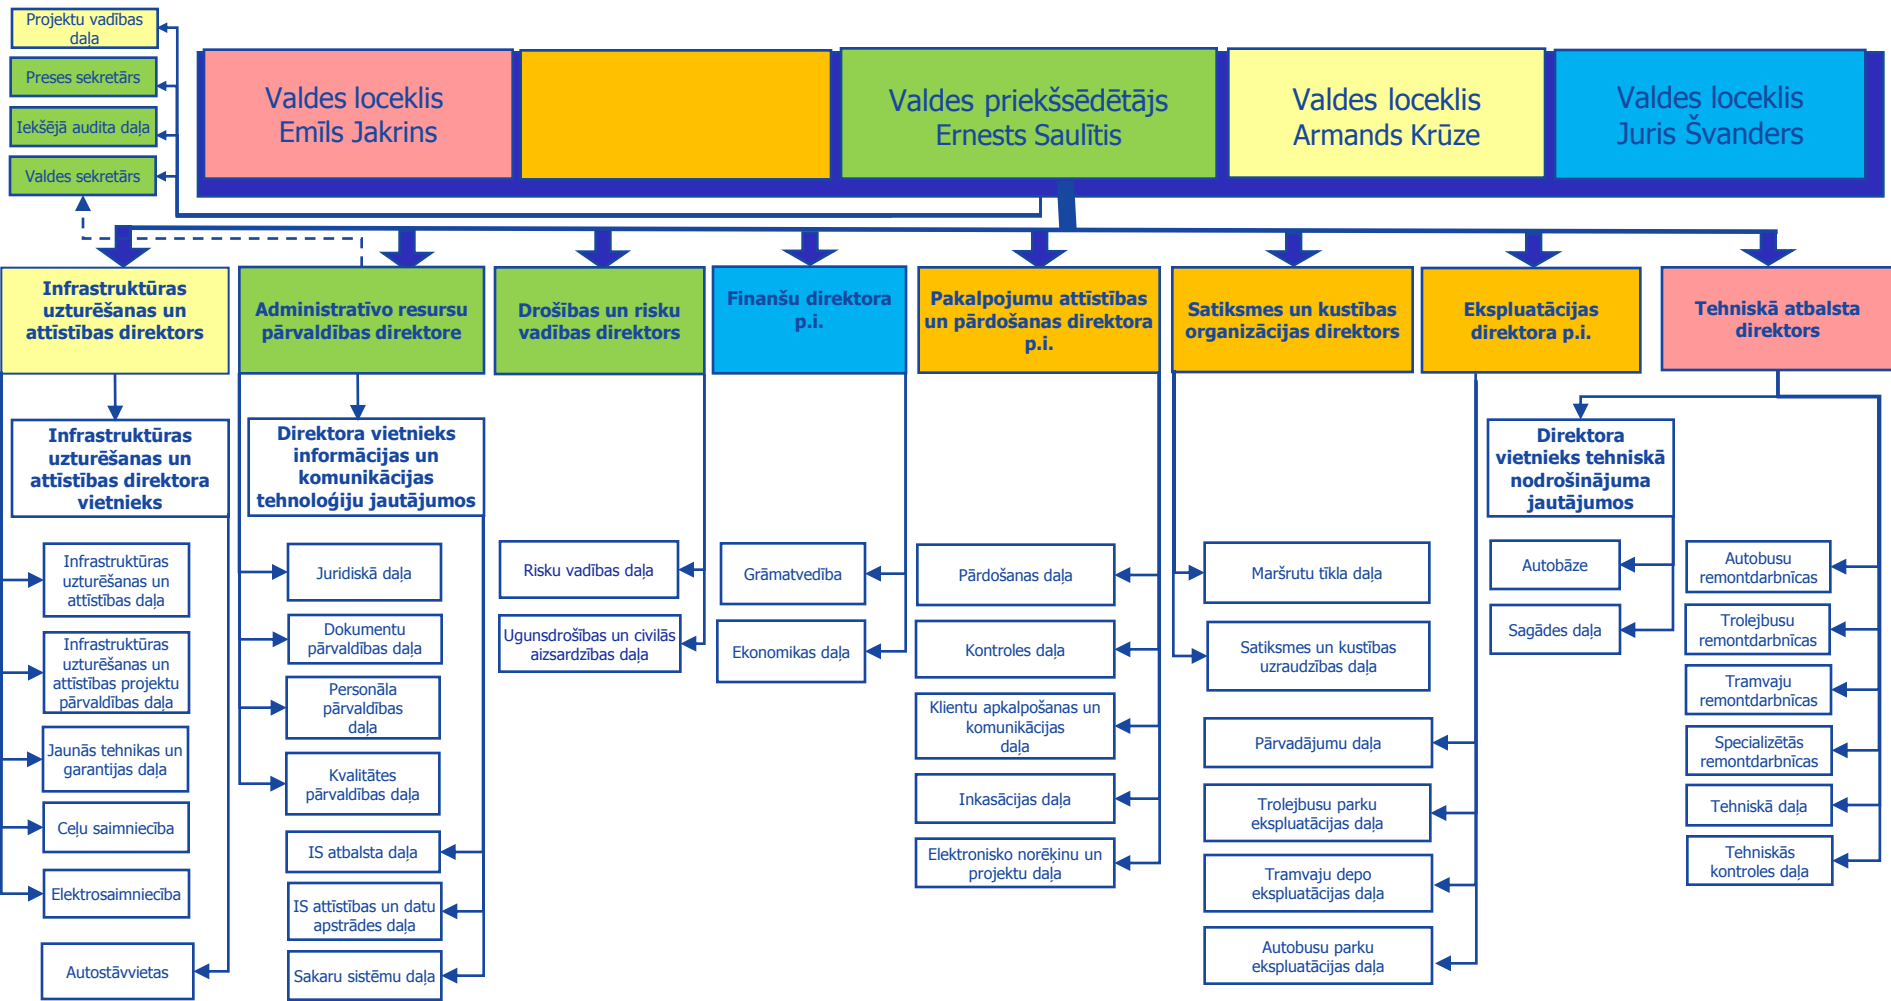 Projektu vadības
daļa
Preses sekretārs
Iekšējā audita daļa
Valdes sekretārs
Valdes loceklis
Emīls Jakrins
Valdes priekšsēdētājs
Ernests Saulītis
Valdes loceklis
Armands Krūze
Valdes loceklis
Juris Švanders
Infrastruktūras
uzturēšanas un
attīstības direktors
Administratīvo resursu
pārvaldības direktore
Drošības un risku
vadības direktors
Finanšu direktora
p.i.
Pakalpojumu attīstības
un pārdošanas direktora
p.i.
Satiksmes un kustības
organizācijas direktors
Ekspluatācijas
direktora p.i.
Tehniskā atbalsta
direktors
Infrastruktūras
uzturēšanas un
attīstības direktora
vietnieks
Direktora vietnieks
informācijas un
komunikācijas
tehnoloģiju jautājumos
Direktora
vietnieks tehniskā
nodrošinājuma
jautājumos
Infrastruktūras
uzturēšanas un
attīstības daļa
Infrastruktūras
uzturēšanas un
attīstības projektu
pārvaldības daļa
Jaunās tehnikas un
garantijas daļa
Ceļu saimniecība
Elektrosaimniecība
Autostāvvietas
Juridiskā daļa
Dokumentu
pārvaldības daļa
Personāla
pārvaldības
daļa
Kvalitātes
pārvaldības daļa
IS atbalsta daļa
IS attīstības un datu
apstrādes daļa
Sakaru sistēmu daļa
Risku vadības daļa
Ugunsdrošības un civilās
aizsardzības daļa
Grāmatvedība
Ekonomikas daļa
Pārdošanas daļa
Kontroles daļa
Klientu apkalpošanas un
komunikācijas
daļa
Inkasācijas daļa
Elektronisko norēķinu un
projektu daļa
Maršrutu tīkla daļa
Satiksmes un kustības
uzraudzības daļa
Pārvadājumu daļa
Trolejbusu parku
ekspluatācijas daļa
Tramvaju depo
ekspluatācijas daļa
Autobusu parku
ekspluatācijas daļa
Autobāze
Sagādes daļa
Autobusu
remontdarbnīcas
Trolejbusu
remontdarbnīcas
Tramvaju
remontdarbnīcas
Specializētās
remontdarbnīcas
Tehniskā daļa
Tehniskās
kontroles daļa